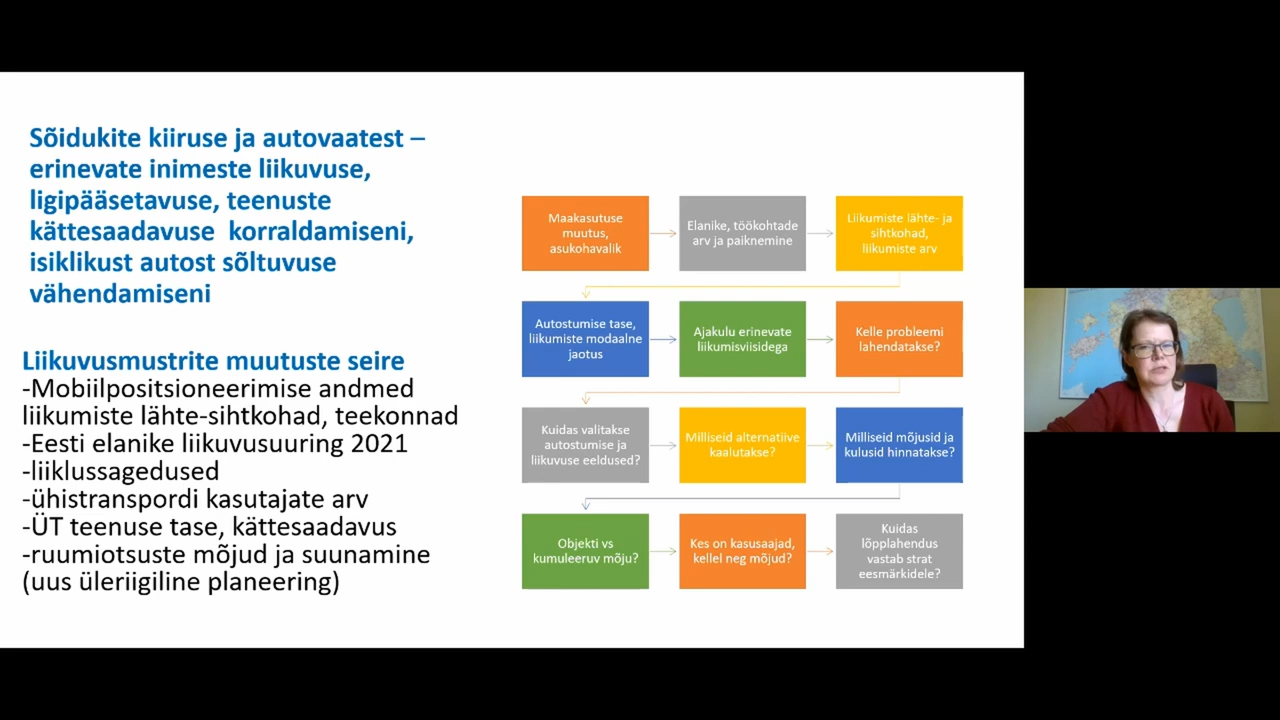 Sõidukite kiiruse ja autovaatest –
erinevate inimeste liikuvuse,
ligipääsetavuse, teenuste
kättesaadavuse korraldamiseni,
isiklikust autost sõltuvuse
vähendamiseni
Liikuvusmustrite muutuste seire
-Mobiilpositsioneerimise andmed
liikumiste lähte-sihtkohad, teekonnad
-Eesti elanike liikuvusuuring 2021
-liiklussagedused
-ühistranspordi kasutajate arv
-ÜT teenuse tase, kättesaadavus
-ruumiotsuste mõjud ja suunamine
(uus üleriigiline planeering)
Maakasutuse
muutus,
asukohavalik
Elanike, töökohtade
arv ja paiknemine
Liikumiste lähte- ja
sihtkohad,
liikumiste arv
Autostumise tase,
liikumiste modaalne
jaotus
Ajakulu erinevate
liikumisviisidega
Kelle probleemi
lahendatakse?
Kuidas valitakse
autostumise ja
liikuvuse eeldused?
Milliseid alternatiive
kaalutakse?
Milliseid mõjusid ja
kulusid hinnatakse?
Objekti vs
kumuleeruv mõju?
Kes on kasusaajad,
kellel neg mõjud?
Kuidas
lõpplahendus
vastab strat
eesmärkidele?